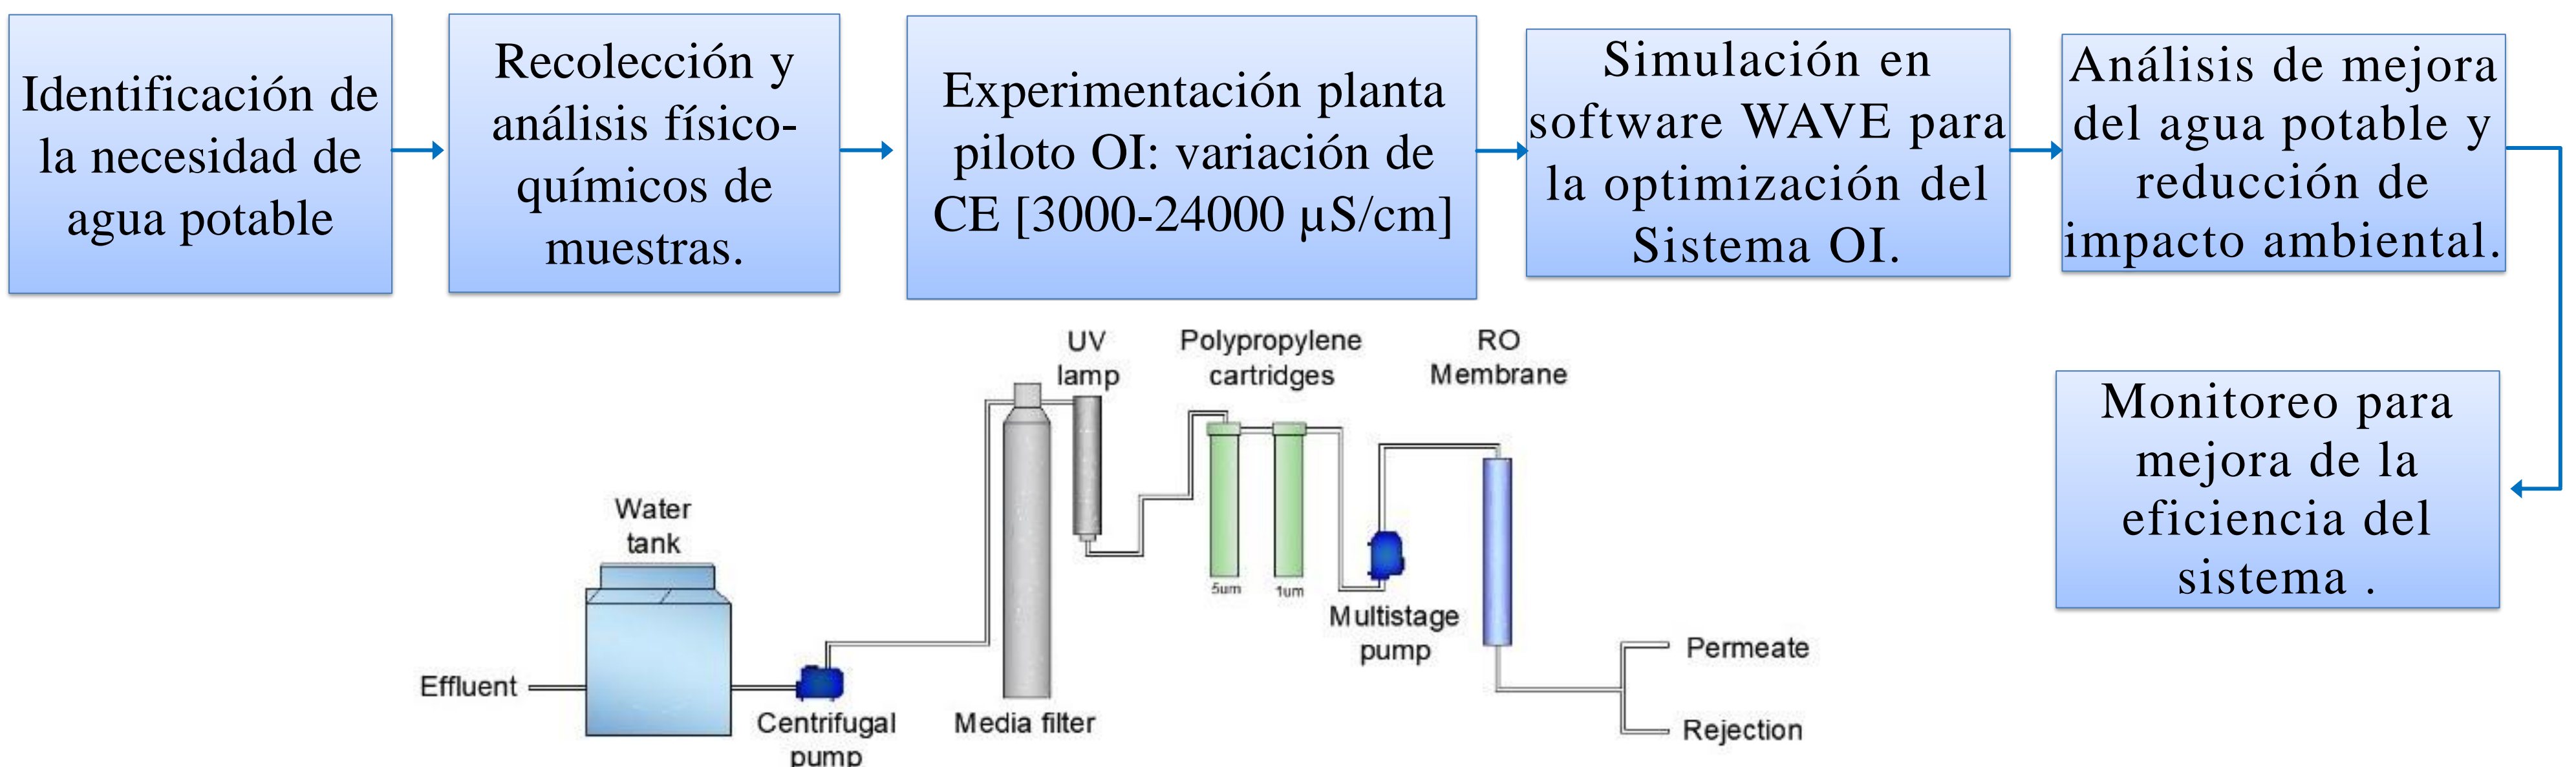 Identificación de
la necesidad de
agua potable
Recolección y
análisis físico-
químicos de
muestras.
Experimentación planta
piloto OI: variación de
CE [3000-24000 µS/cm]
Simulación en
software WAVE para
la optimización del
Sistema OI.
Análisis de mejora
del agua potable y
reducción de
impacto ambiental.
Monitoreo para
mejora de la
eficiencia del
sistema .
UV
lamp
Polypropylene
cartridges
RO
Membrane
Water
tank
5um
1um
Multistage
pump
Effluent
Centrifugal
pump
Media filter
Permeate
Rejection